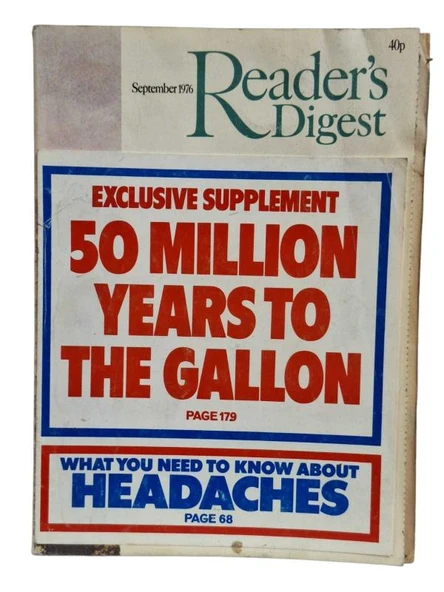 40p
September 1976
Reader's
Digest
EXCLUSIVE SUPPLEMENT
50 MILLION
YEARS TO
THE GALLON
PAGE 179
WHAT YOU NEED TO KNOW ABOUT
HEADACHES
PAGE 68